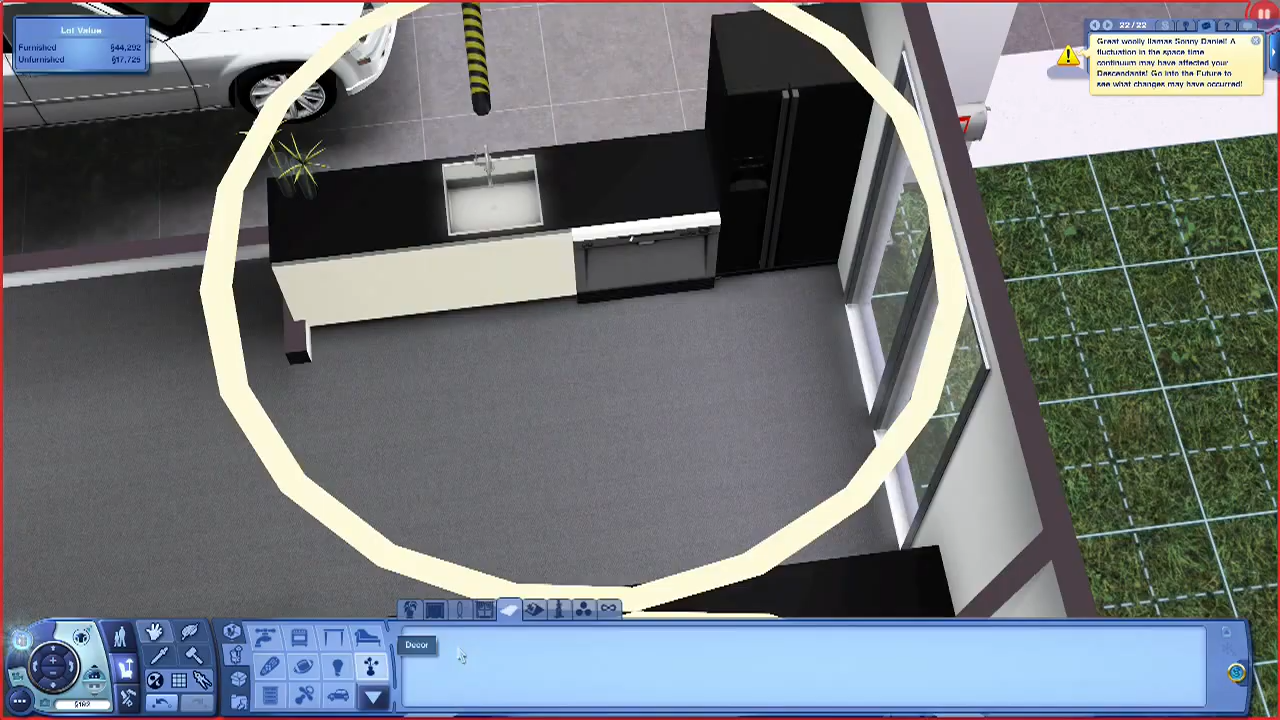 Lot Value
Furnished §44,292
Unfurnished §17,725
22/22
Great woolly llamas Sonny Daniel! A
fluctuation in the space time
continuum may have affected your
Descendants! Go into the Future to
see what changes may have occurred!
Decor
§182